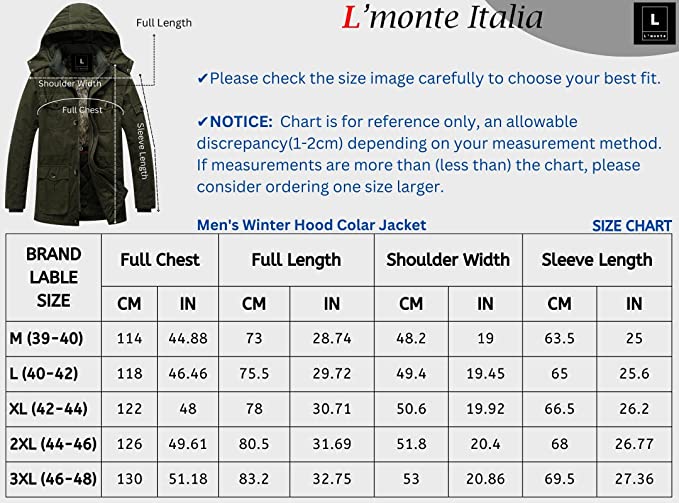 Full Length
L'monte Italia
L
L'monte
L
Shoulder Width
Full Chest
Sleeve Length
✔Please check the size image carefully to choose your best fit.
✔NOTICE: Chart is for reference only, an allowable
discrepancy(1-2cm) depending on your measurement method.
If measurements are more than (less than) the chart, please
consider ordering one size larger.
Men's Winter Hood Colar Jacket SIZE CHART
BRAND LABLE SIZE Full Chest Full Length Shoulder Width Sleeve Length
CM IN CM IN CM IN CM IN
M (39-40) 114 44.88 73 28.74 48.2 19 63.5 25
L (40-42) 118 46.46 75.5 29.72 49.4 19.45 65 25.6
XL (42-44) 122 48 78 30.71 50.6 19.92 66.5 26.2
2XL (44-46) 126 49.61 80.5 31.69 51.8 20.4 68 26.77
3XL (46-48) 130 51.18 83.2 32.75 53 20.86 69.5 27.36